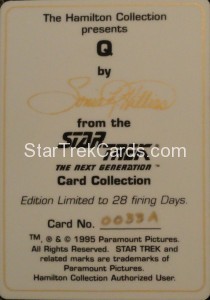 The Hamilton Collection
presents
Q
by
from the
STAR TREK
THE NEXT GENERATION™
Card Collection
Edition Limited to 28 firing Days.
Card No. 0033A
TM, ® & © 1995 Paramount Pictures.
All Rights Reserved. STAR TREK and
related marks are trademarks of
Paramount Pictures.
Hamilton Collection Authorized User.
StarTrekCards.com